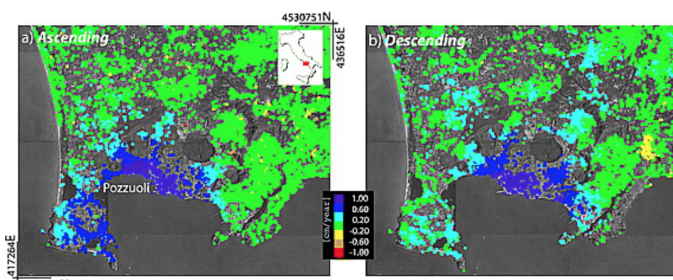 4530751N
436516E
a) Ascending
b) Descending
Pozzuoli
[cm/year]
1.00
0.60
0.20
-0.20
-0.60
-1.00
417264E